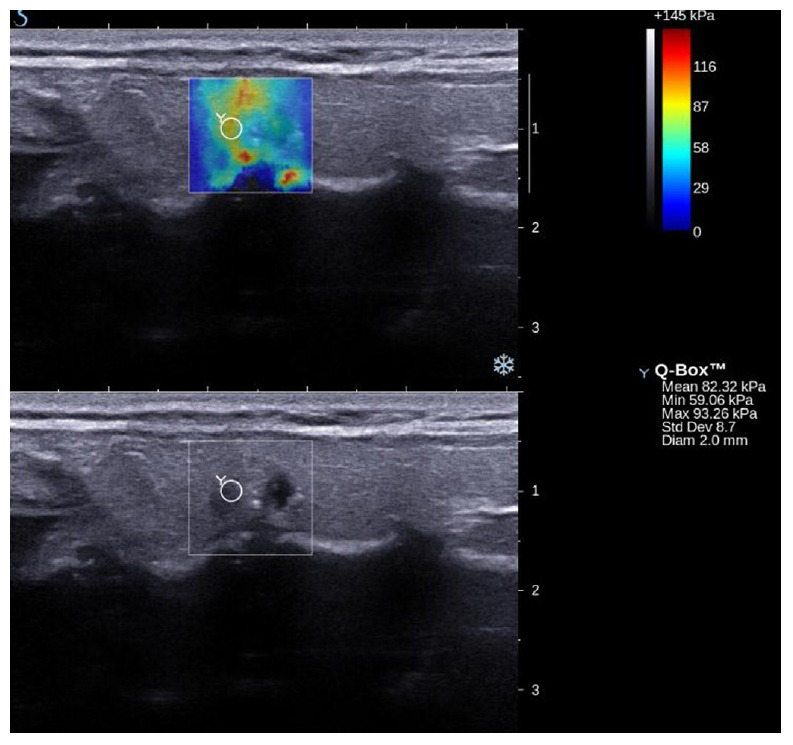 S
+145 kPa
116
87
58
29
0
1
2
3
Y
Y Q-Box™
Mean 82.32 kPa
Min 59.06 kPa
Max 93.26 kPa
Std Dev 8.7
Diam 2.0 mm
Y
1
2
3